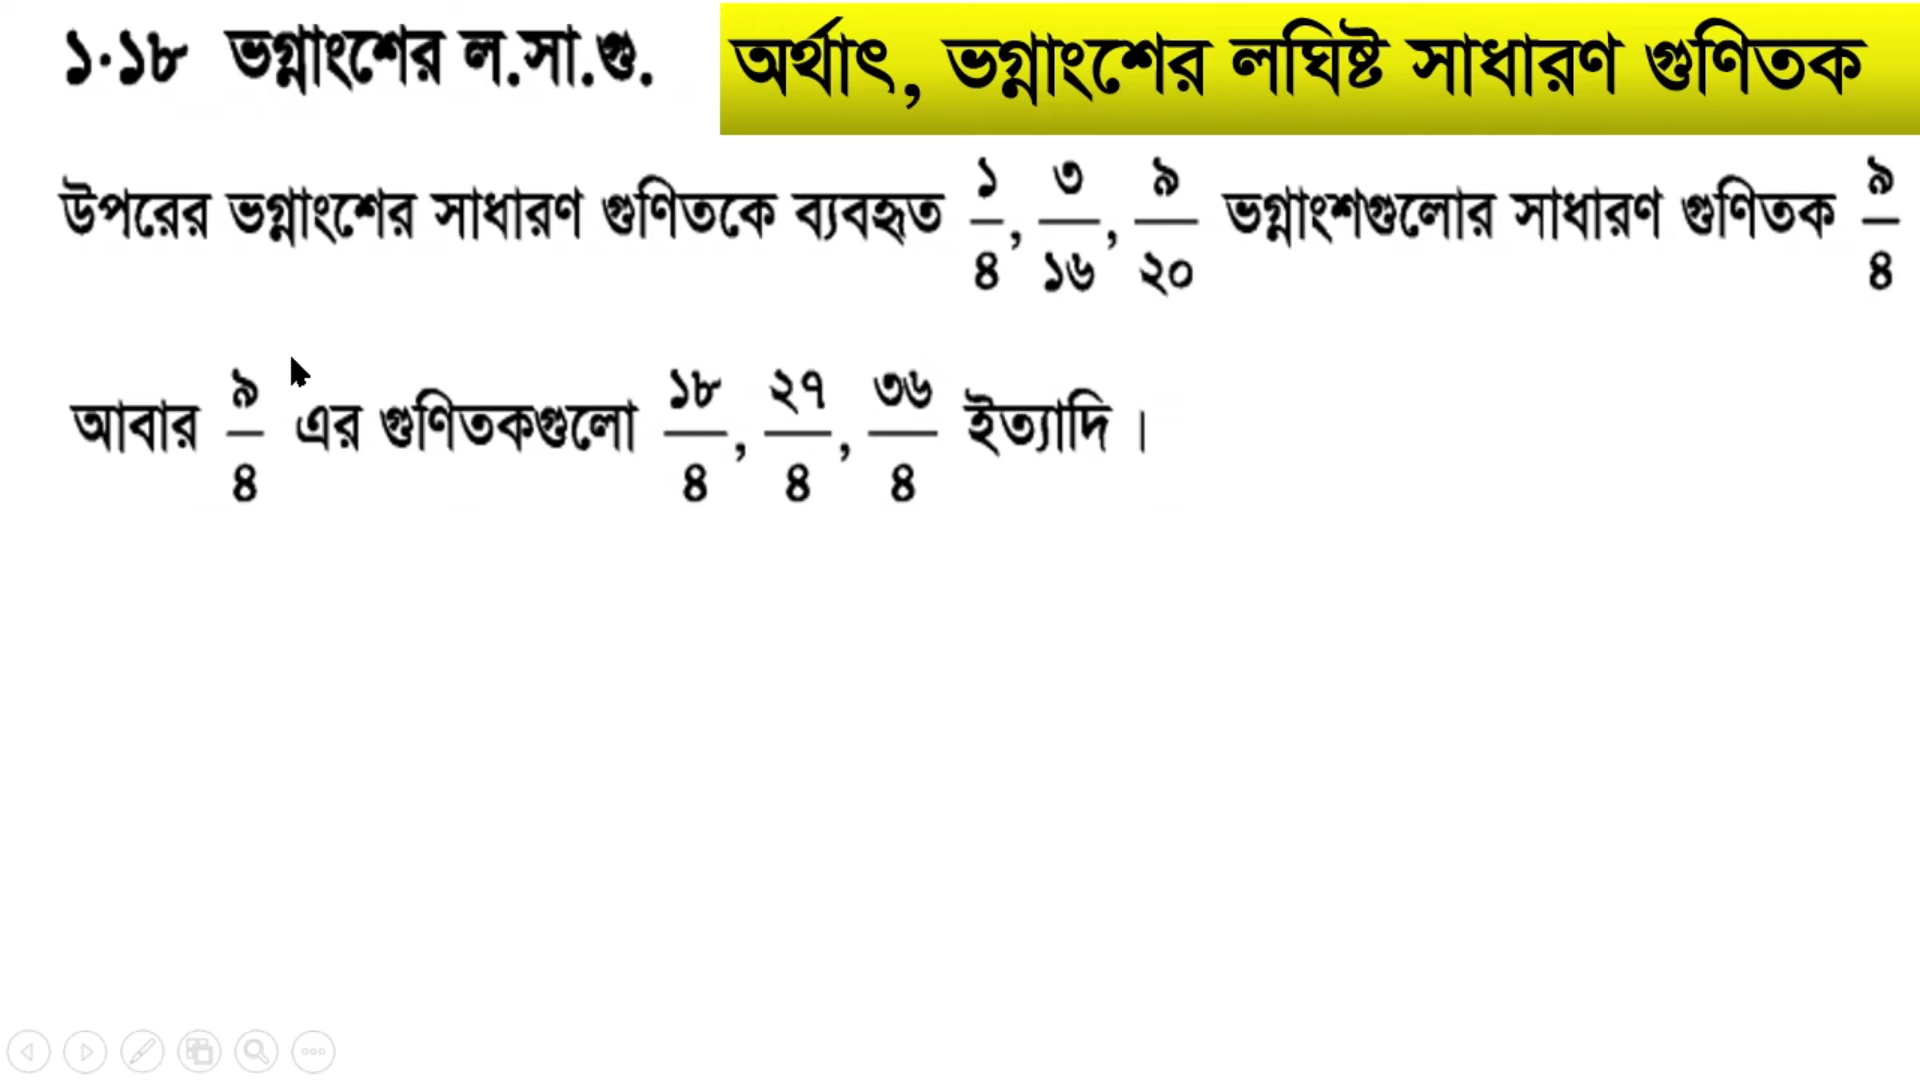 ১·১৮ ভগ্নাংশের ল.সা.গু. অর্থাৎ, ভগ্নাংশের লঘিষ্ট সাধারণ গুণিতক
উপরের ভগ্নাংশের সাধারণ গুণিতকে ব্যবহৃত ১/৪, ৩/১৬, ৯/২০ ভগ্নাংশগুলোর সাধারণ গুণিতক ৯/৪
আবার ৯/৪ এর গুণিতকগুলো ১৮/৪, ২৭/৪, ৩৬/৪ ইত্যাদি ।